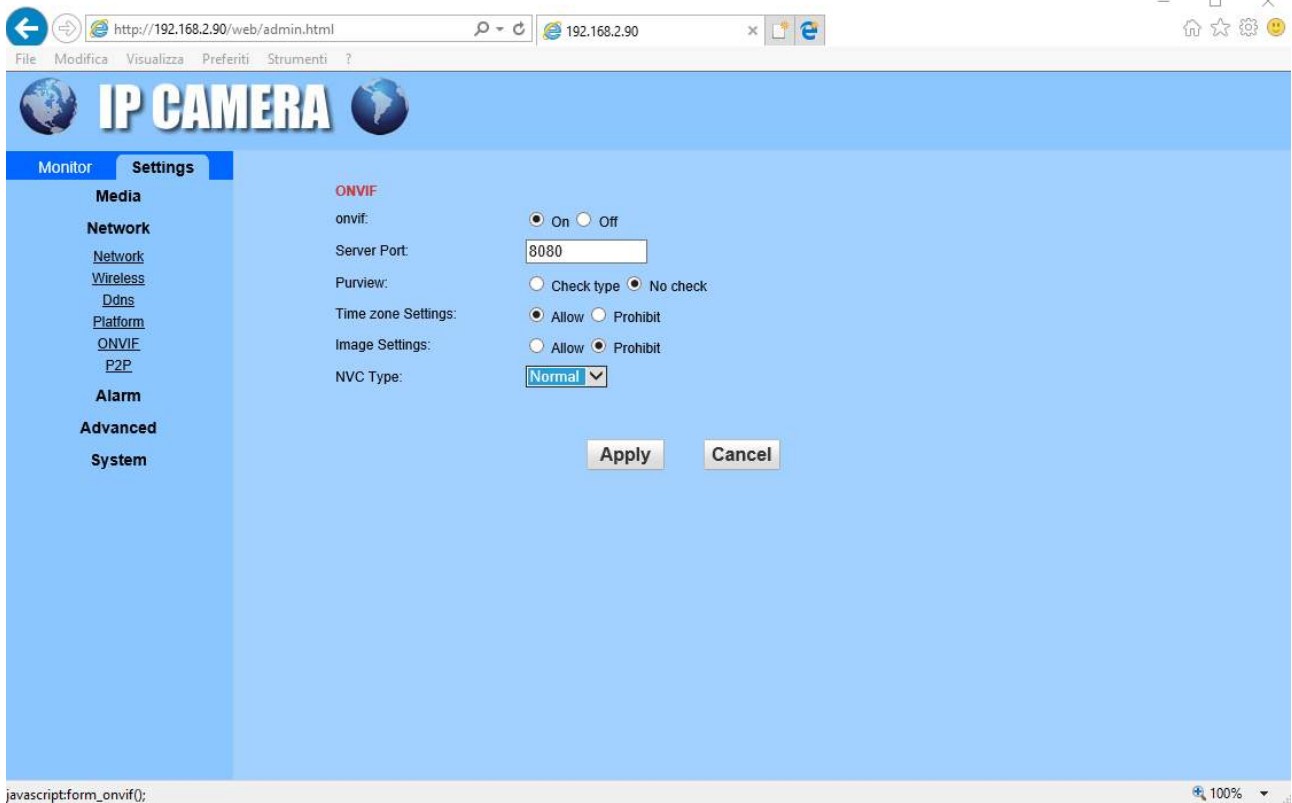 http://192.168.2.90/web/admin.html
192.168.2.90
File Modifica Visualizza Preferiti Strumenti ?
IP CAMERA
Monitor Settings
Media
Network
Network
Wireless
Ddns
Platform
ONVIF
P2P
Alarm
Advanced
System
ONVIF
onvif: On Off
Server Port: 8080
Purview: Check type No check
Time zone Settings: Allow Prohibit
Image Settings: Allow Prohibit
NVC Type: Normal
Apply Cancel
javascript:form_onvif(); 100%